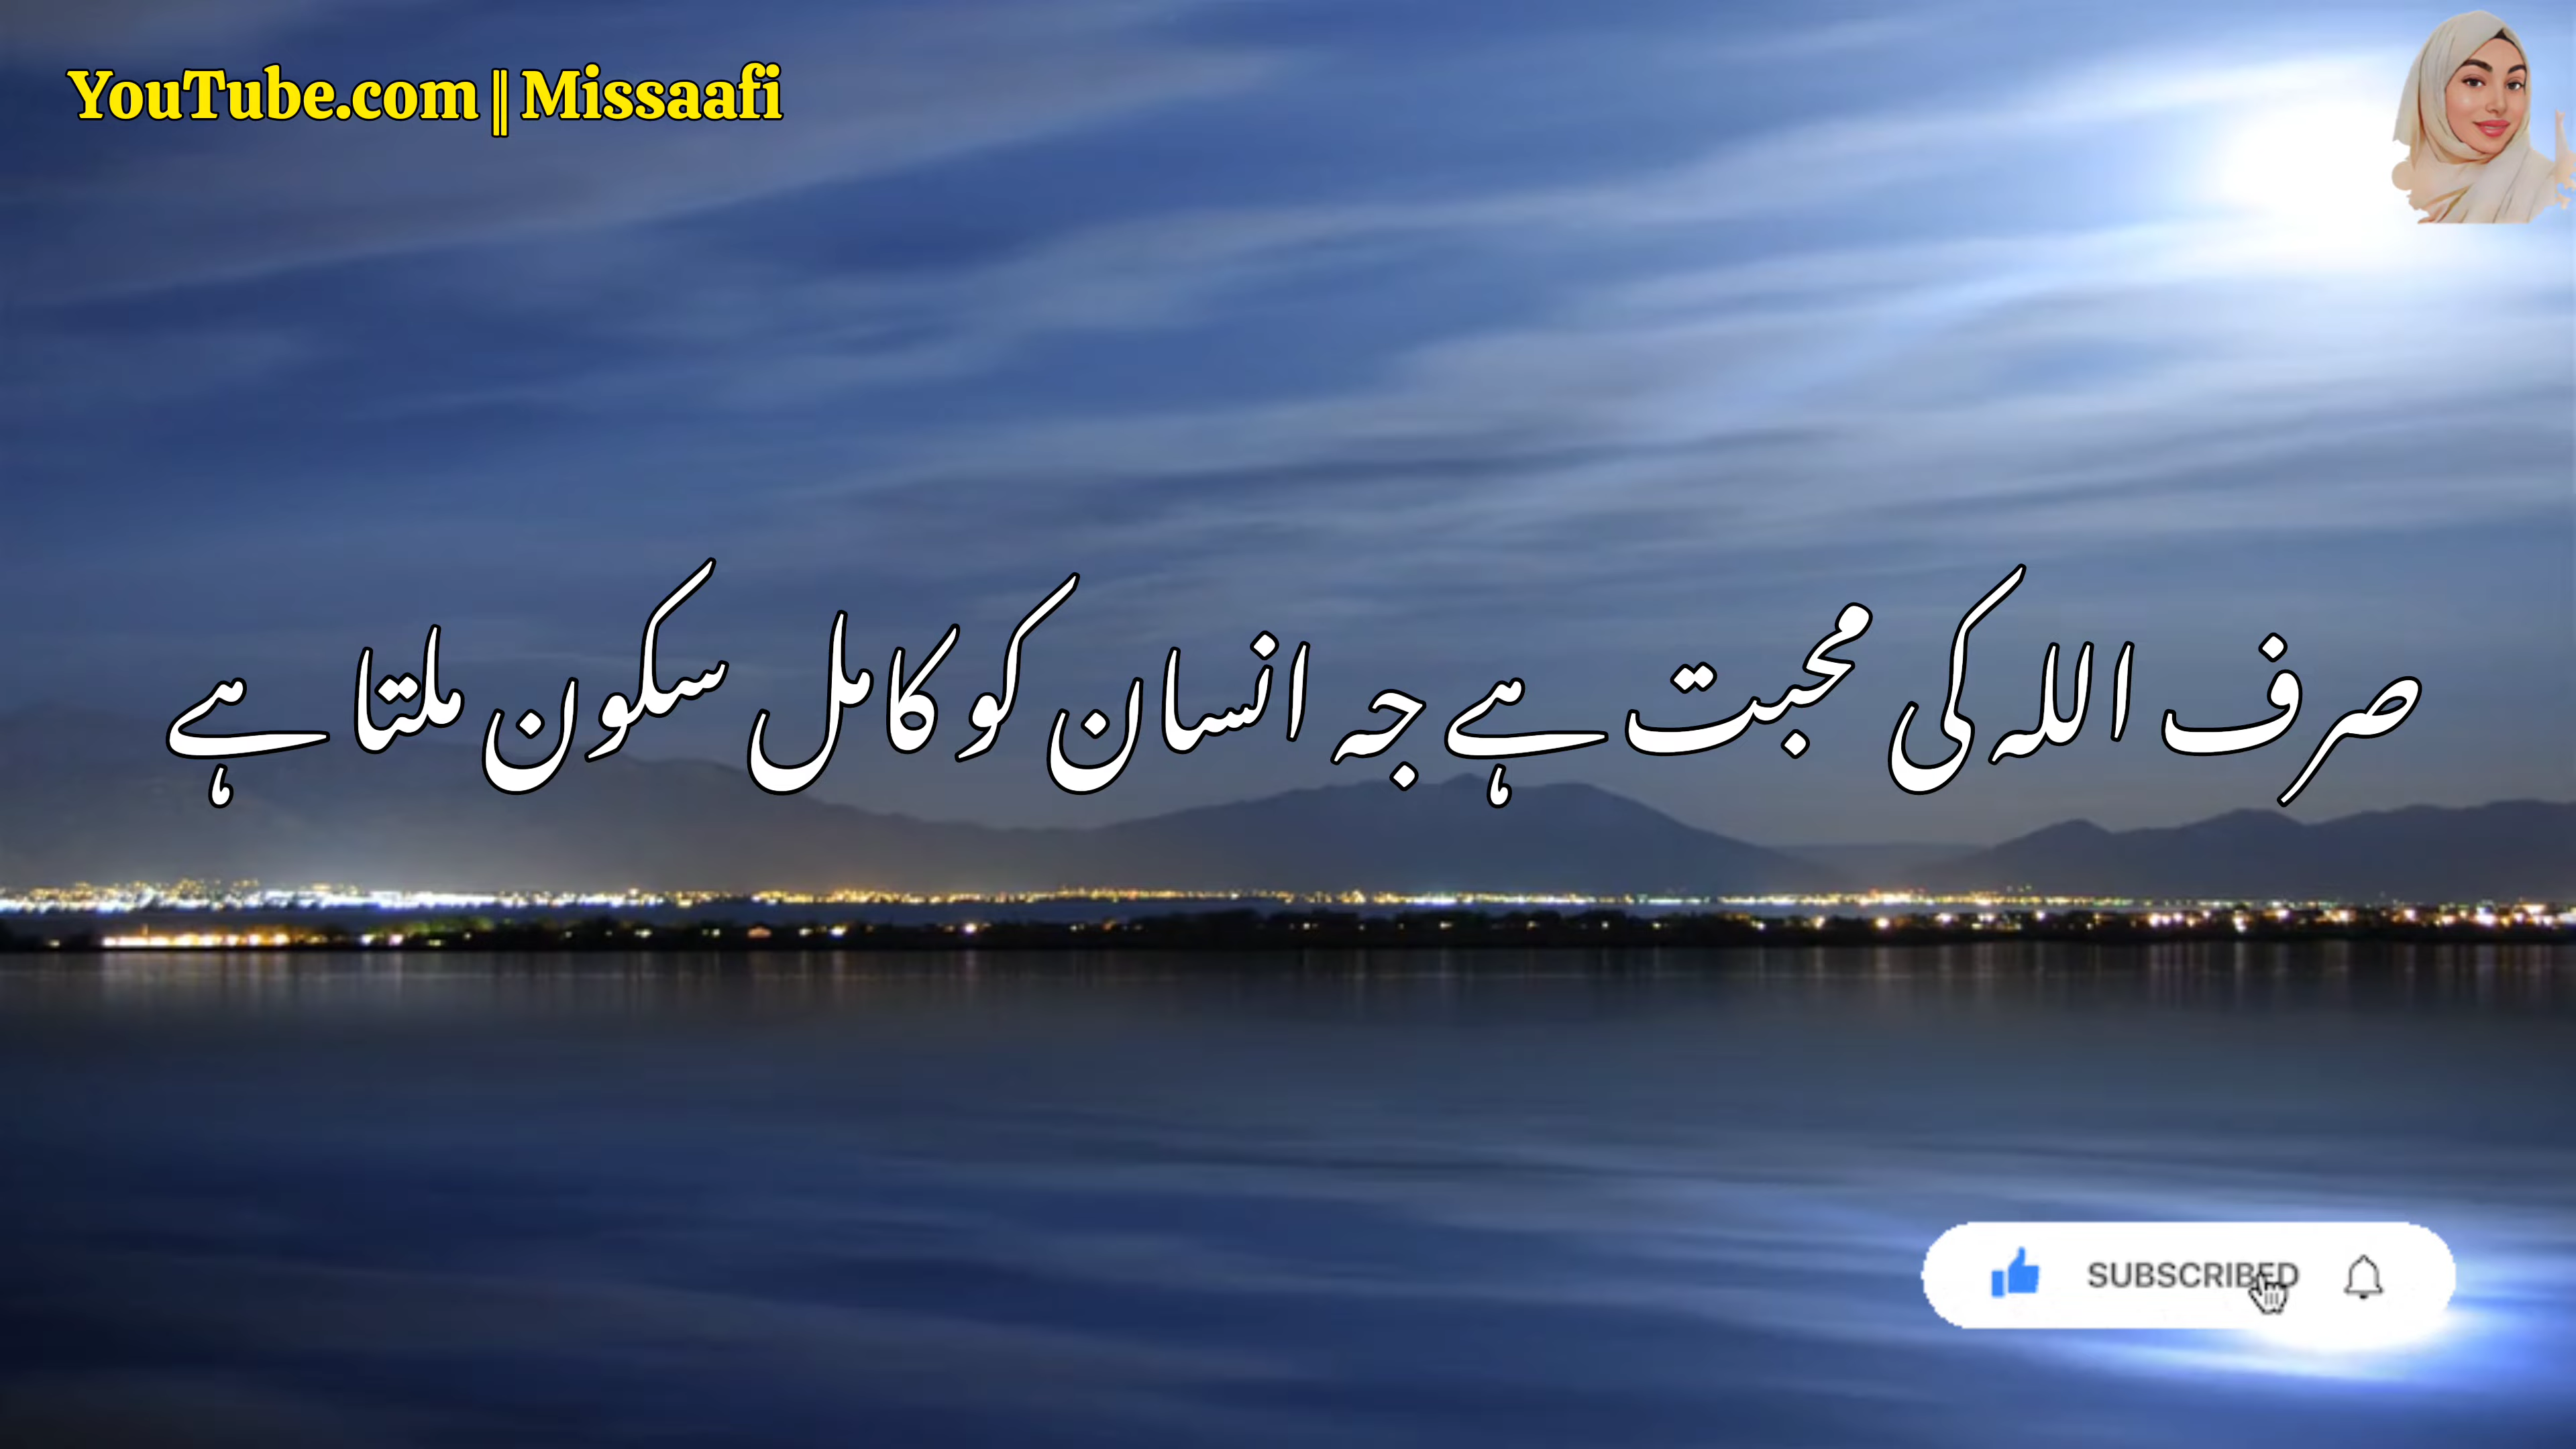 YouTube.com || Missaafi
صرف اللہ کی محبت ہے جہ انسان کو کامل سکون ملتا ہے
SUBSCRIBED